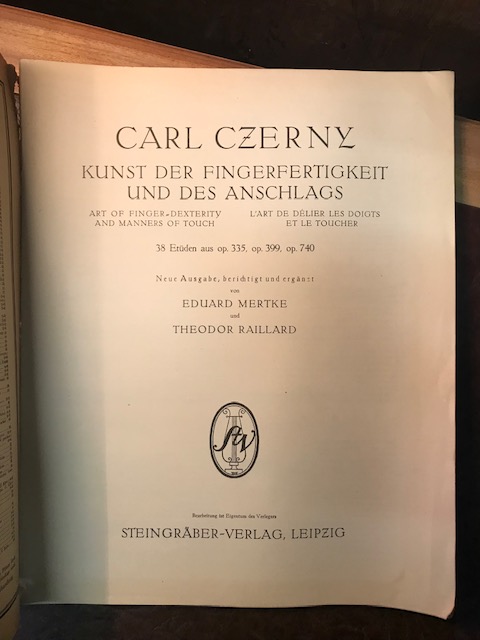 CARL CZERNY
KUNST DER FINGERFERTIGKEIT
UND DES ANSCHLAGS
ART OF FINGER-DEXTERITY
AND MANNERS OF TOUCH
L'ART DE DÉLIER LES DOIGTS
ET LE TOUCHER
38 Etüden aus op. 335, op. 399, op. 740
Neue Ausgabe, berichtigt und ergänzt
von
EDUARD MERTKE
und
THEODOR RAILLARD
StV
Bearbeitung ist Eigentum des Verlegers
STEINGRÄBER-VERLAG, LEIPZIG